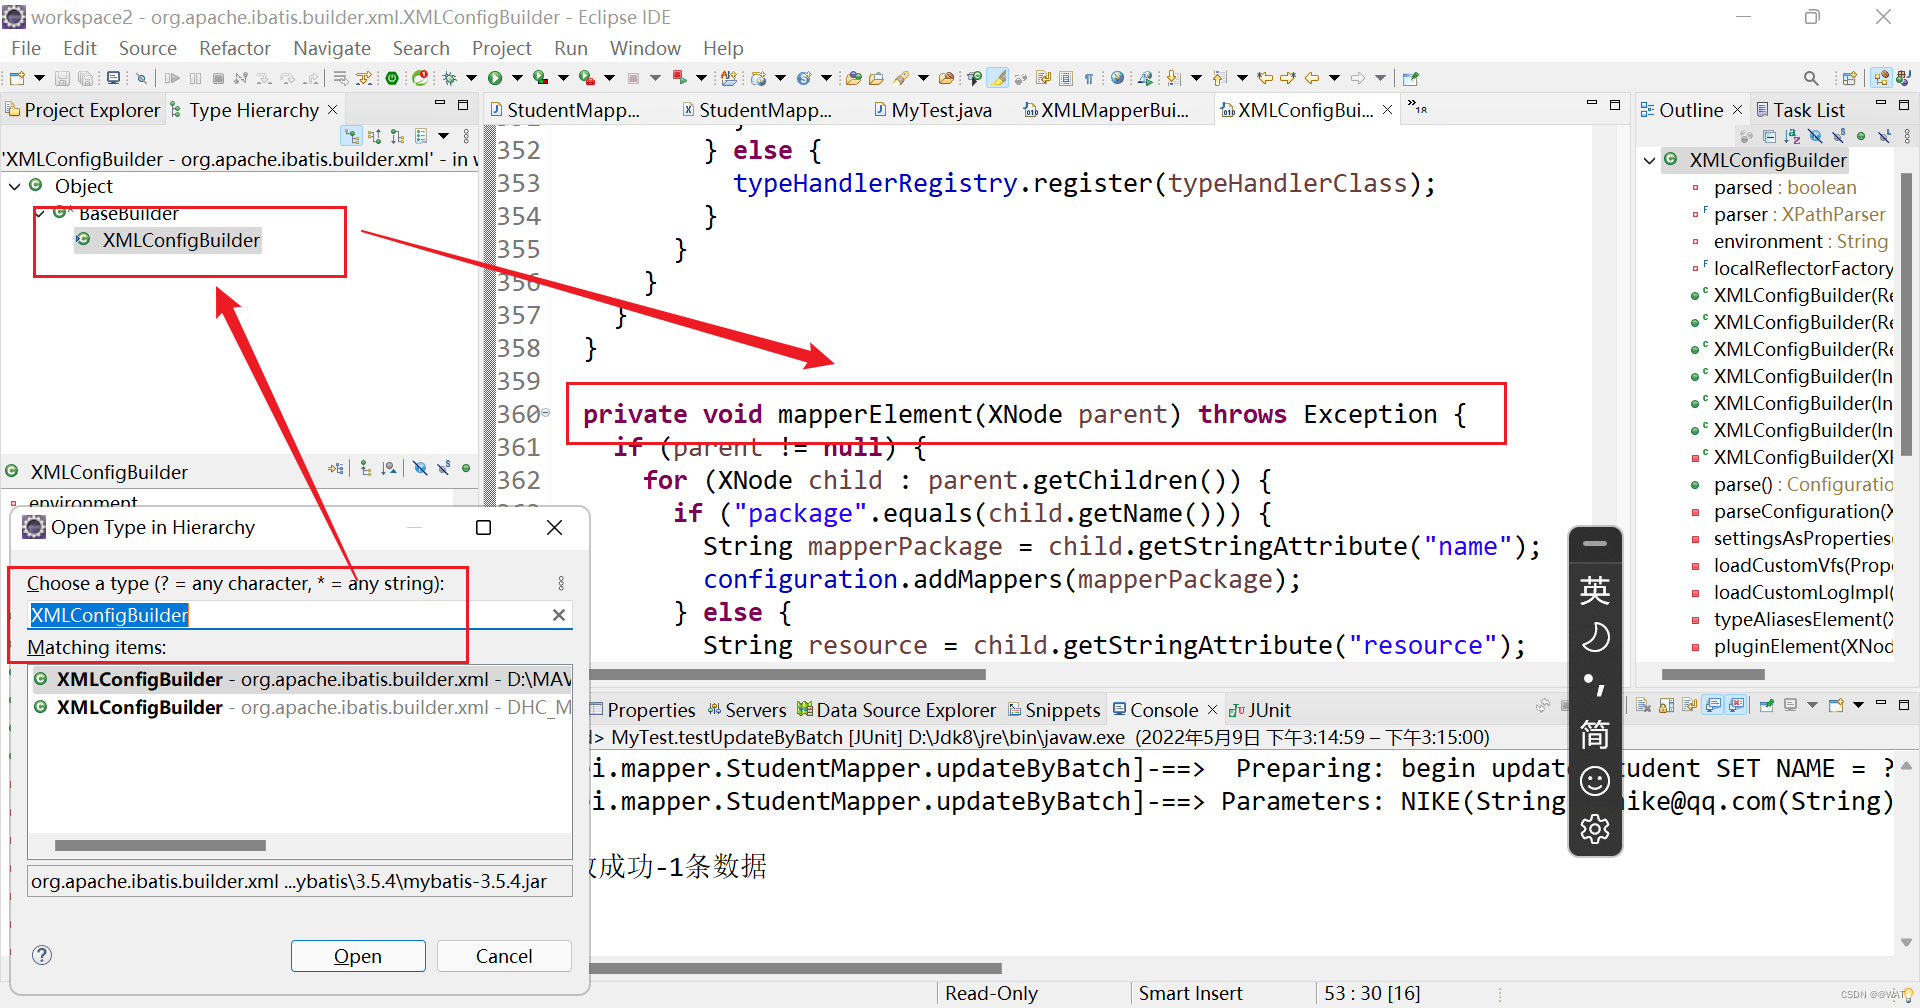 workspace2 - org.apache.ibatis.builder.xml.XMLConfigBuilder - Eclipse IDE
File Edit Source Refactor Navigate Search Project Run Window Help
Project Explorer Type Hierarchy
'XMLConfigBuilder - org.apache.ibatis.builder.xml' - in
Object
BaseBuilder
XMLConfigBuilder
XMLConfigBuilder
environment
Open Type in Hierarchy
Choose a type (? = any character, * = any string):
XMLConfigBuilder
Matching items:
XMLConfigBuilder - org.apache.ibatis.builder.xml - D:\MAV
XMLConfigBuilder - org.apache.ibatis.builder.xml - DHC_M
org.apache.ibatis.builder.xml ...ybatis\3.5.4\mybatis-3.5.4.jar
Open Cancel
StudentMapp... StudentMapp... MyTest.java XMLMapperBui... XMLConfigBui... »18
352 } else {
353 typeHandlerRegistry.register(typeHandlerClass);
354 }
355 }
356 }
357 }
358 }
359
360 private void mapperElement(XNode parent) throws Exception {
361 if (parent != null) {
362 for (XNode child : parent.getChildren()) {
if ("package".equals(child.getName())) {
String mapperPackage = child.getStringAttribute("name");
configuration.addMappers(mapperPackage);
} else {
String resource = child.getStringAttribute("resource");
Properties Servers Data Source Explorer Snippets Console JUnit
> MyTest.testUpdateByBatch [JUnit] D:\Jdk8\jre\bin\javaw.exe (2022年5月9日 下午3:14:59 – 下午3:15:00)
i.mapper.StudentMapper.updateByBatch]-==> Preparing: begin update student SET NAME = ?
i.mapper.StudentMapper.updateByBatch]-==> Parameters: NIKE(String nike@qq.com(String)
成功-1条数据
Outline Task List
XMLConfigBuilder
parsed : boolean
parser : XPathParser
environment : String
localReflectorFactory
XMLConfigBuilder(Re
XMLConfigBuilder(Re
XMLConfigBuilder(Re
XMLConfigBuilder(In
XMLConfigBuilder(In
XMLConfigBuilder(In
XMLConfigBuilder(XP
parse() : Configuratio
parseConfiguration(X
settingsAsProperties(
loadCustomVfs(Prope
loadCustomLogImpl(
typeAliasesElement(X
pluginElement(XNod
英
简
Read-Only Smart Insert 53 : 30 [16]